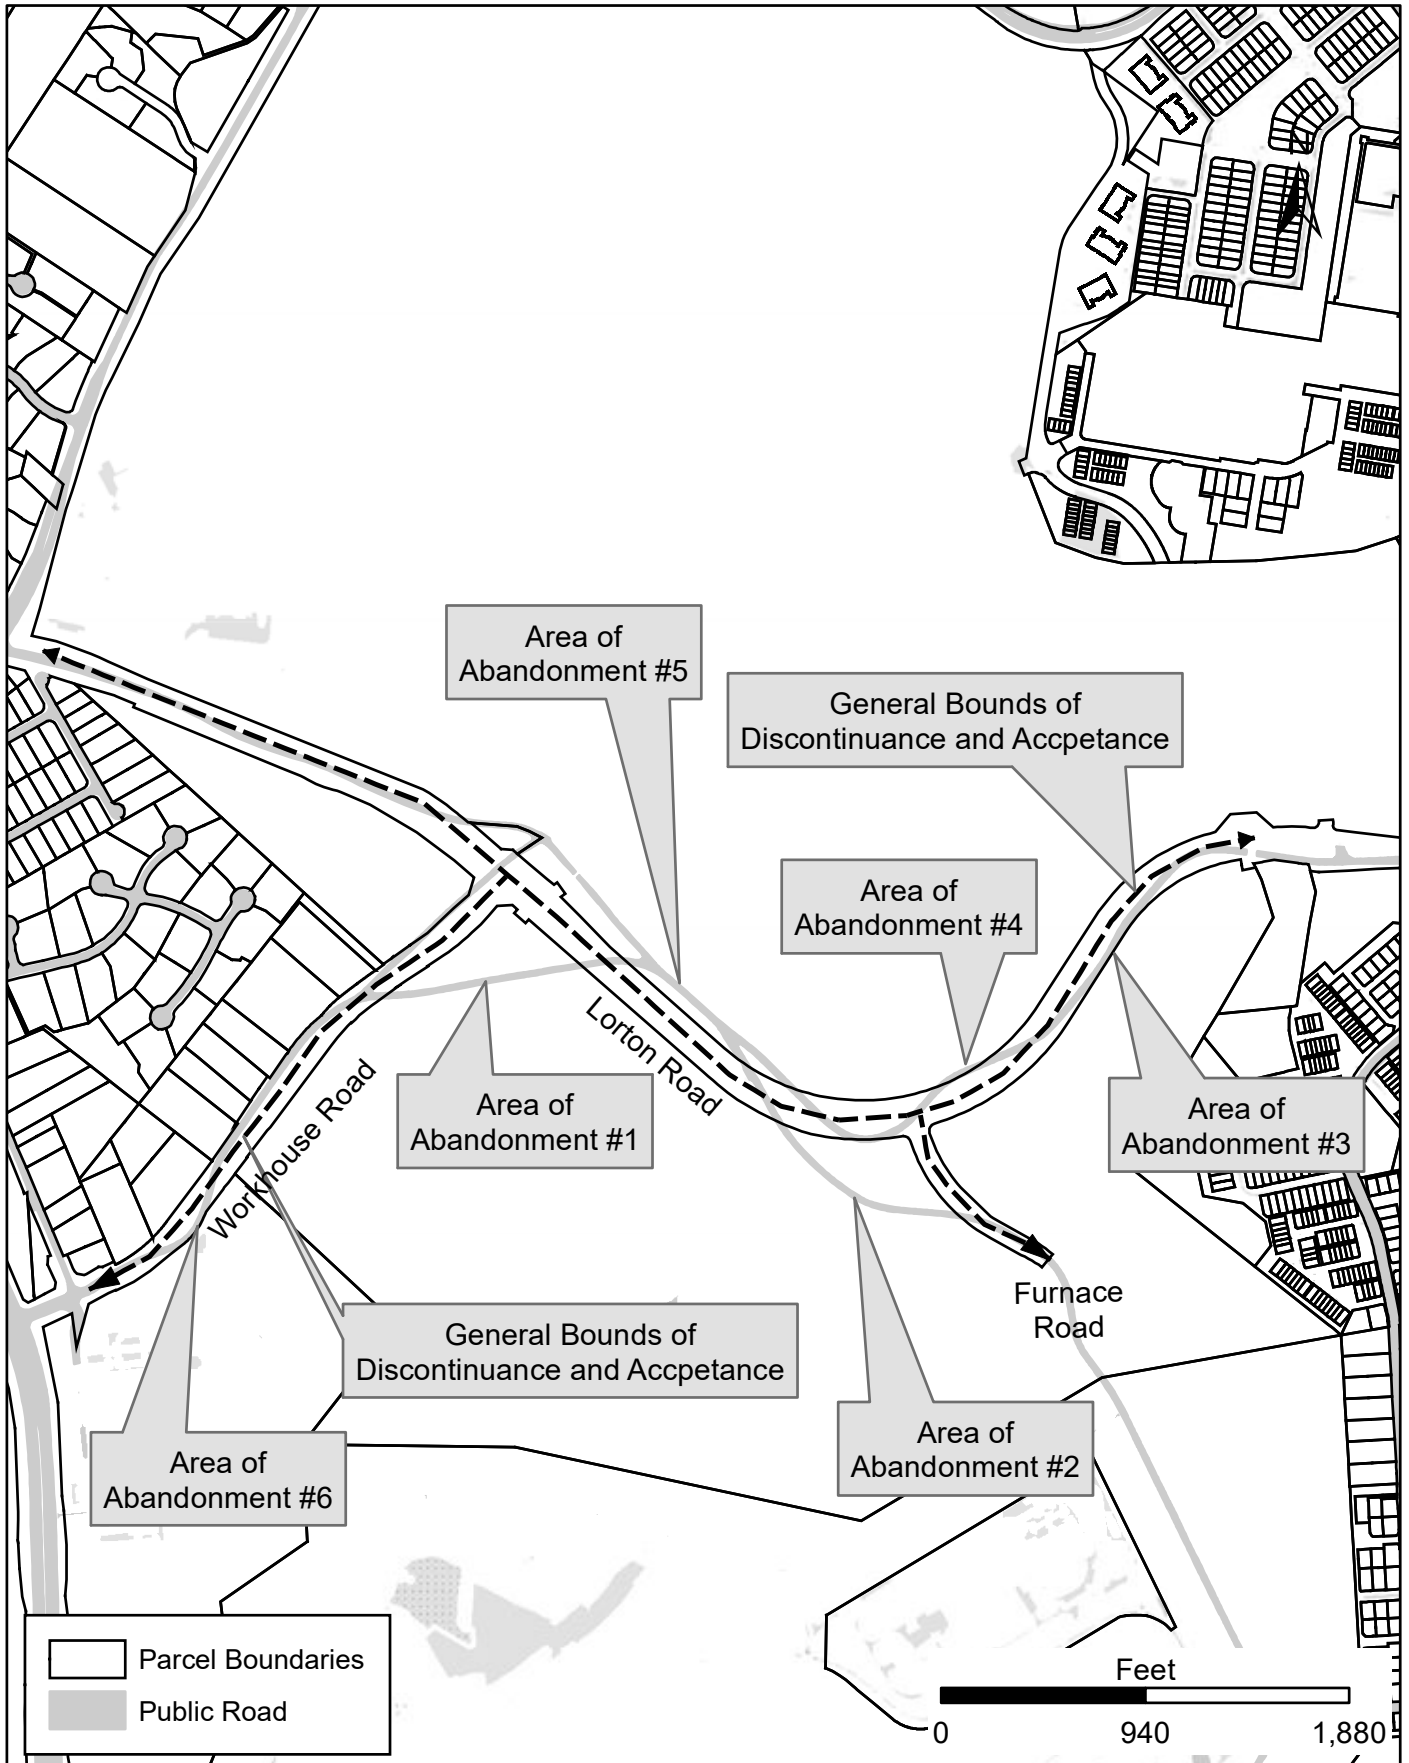 Area of
Abandonment #5
General Bounds of
Discontinuance and Accpetance
Area of
Abandonment #4
Lorton Road
Area of
Abandonment #1
Area of
Abandonment #3
Workhouse Road
Furnace
Road
General Bounds of
Discontinuance and Accpetance
Area of
Abandonment #2
Area of
Abandonment #6
Parcel Boundaries
Public Road
Feet
0 940 1,880